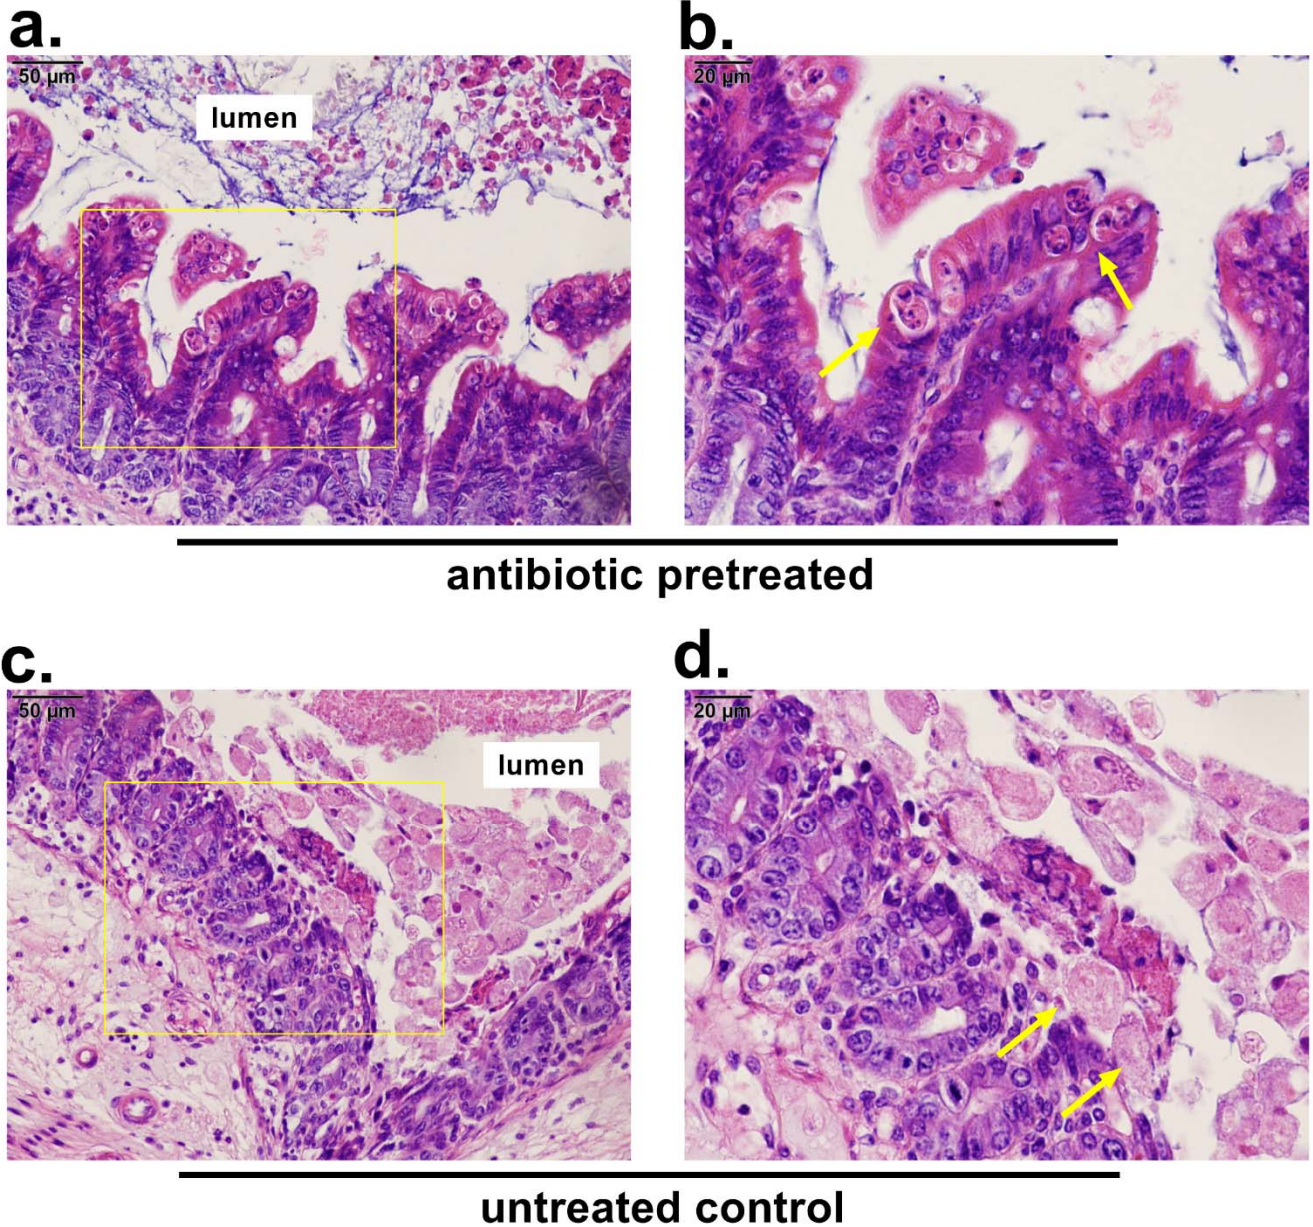 a.
b.
50 µm
20 µm
lumen
antibiotic pretreated
c.
d.
50 µm
20 µm
lumen
untreated control